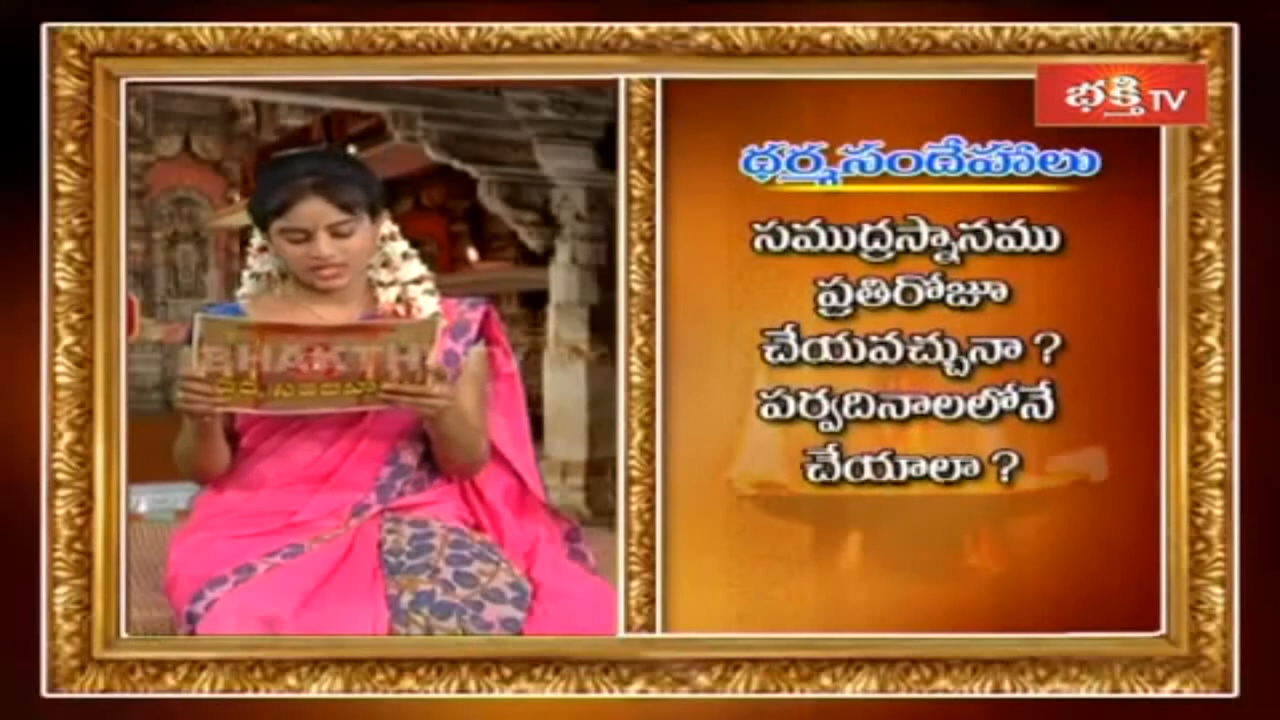 భక్తి TV
ధర్మసందేహాలు
సముద్రస్నానము
ప్రతిరోజూ
చేయవచ్చునా ?
పర్వదినాలలోనే
చేయాలా ?
BHAKTHI